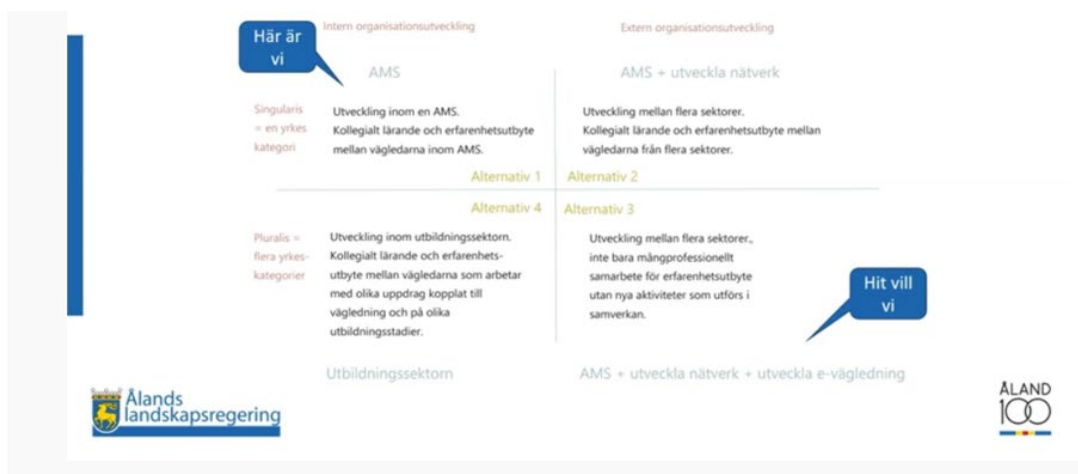 Intern organisationsutveckling
Extern organisationsutveckling
Här är
vi
AMS
AMS + utveckla nätverk
Singularis
= en yrkes
kategori
Utveckling inom en AMS.
Kollegialt lärande och erfarenhetsutbyte
mellan vägledarna inom AMS.
Utveckling mellan flera sektorer.
Kollegialt lärande och erfarenhetsutbyte mellan
vägledarna från flera sektorer.
Alternativ 1
Alternativ 2
Alternativ 4
Alternativ 3
Pluralis =
flera yrkes-
kategorier
Utveckling inom utbildningssektorn.
Kollegialt lärande och erfarenhets-
utbyte mellan vägledarna som arbetar
med olika uppdrag kopplat till
vägledning och på olika
utbildningsstadier.
Utveckling mellan flera sektorer.,
inte bara mångprofessionellt
samarbete för erfarenhetsutbyte
utan nya aktiviteter som utförs i
samverkan.
Hit vill
vi
Utbildningssektorn
AMS + utveckla nätverk + utveckla e-vägledning
Ålands
landskapsregering
ÅLAND
100